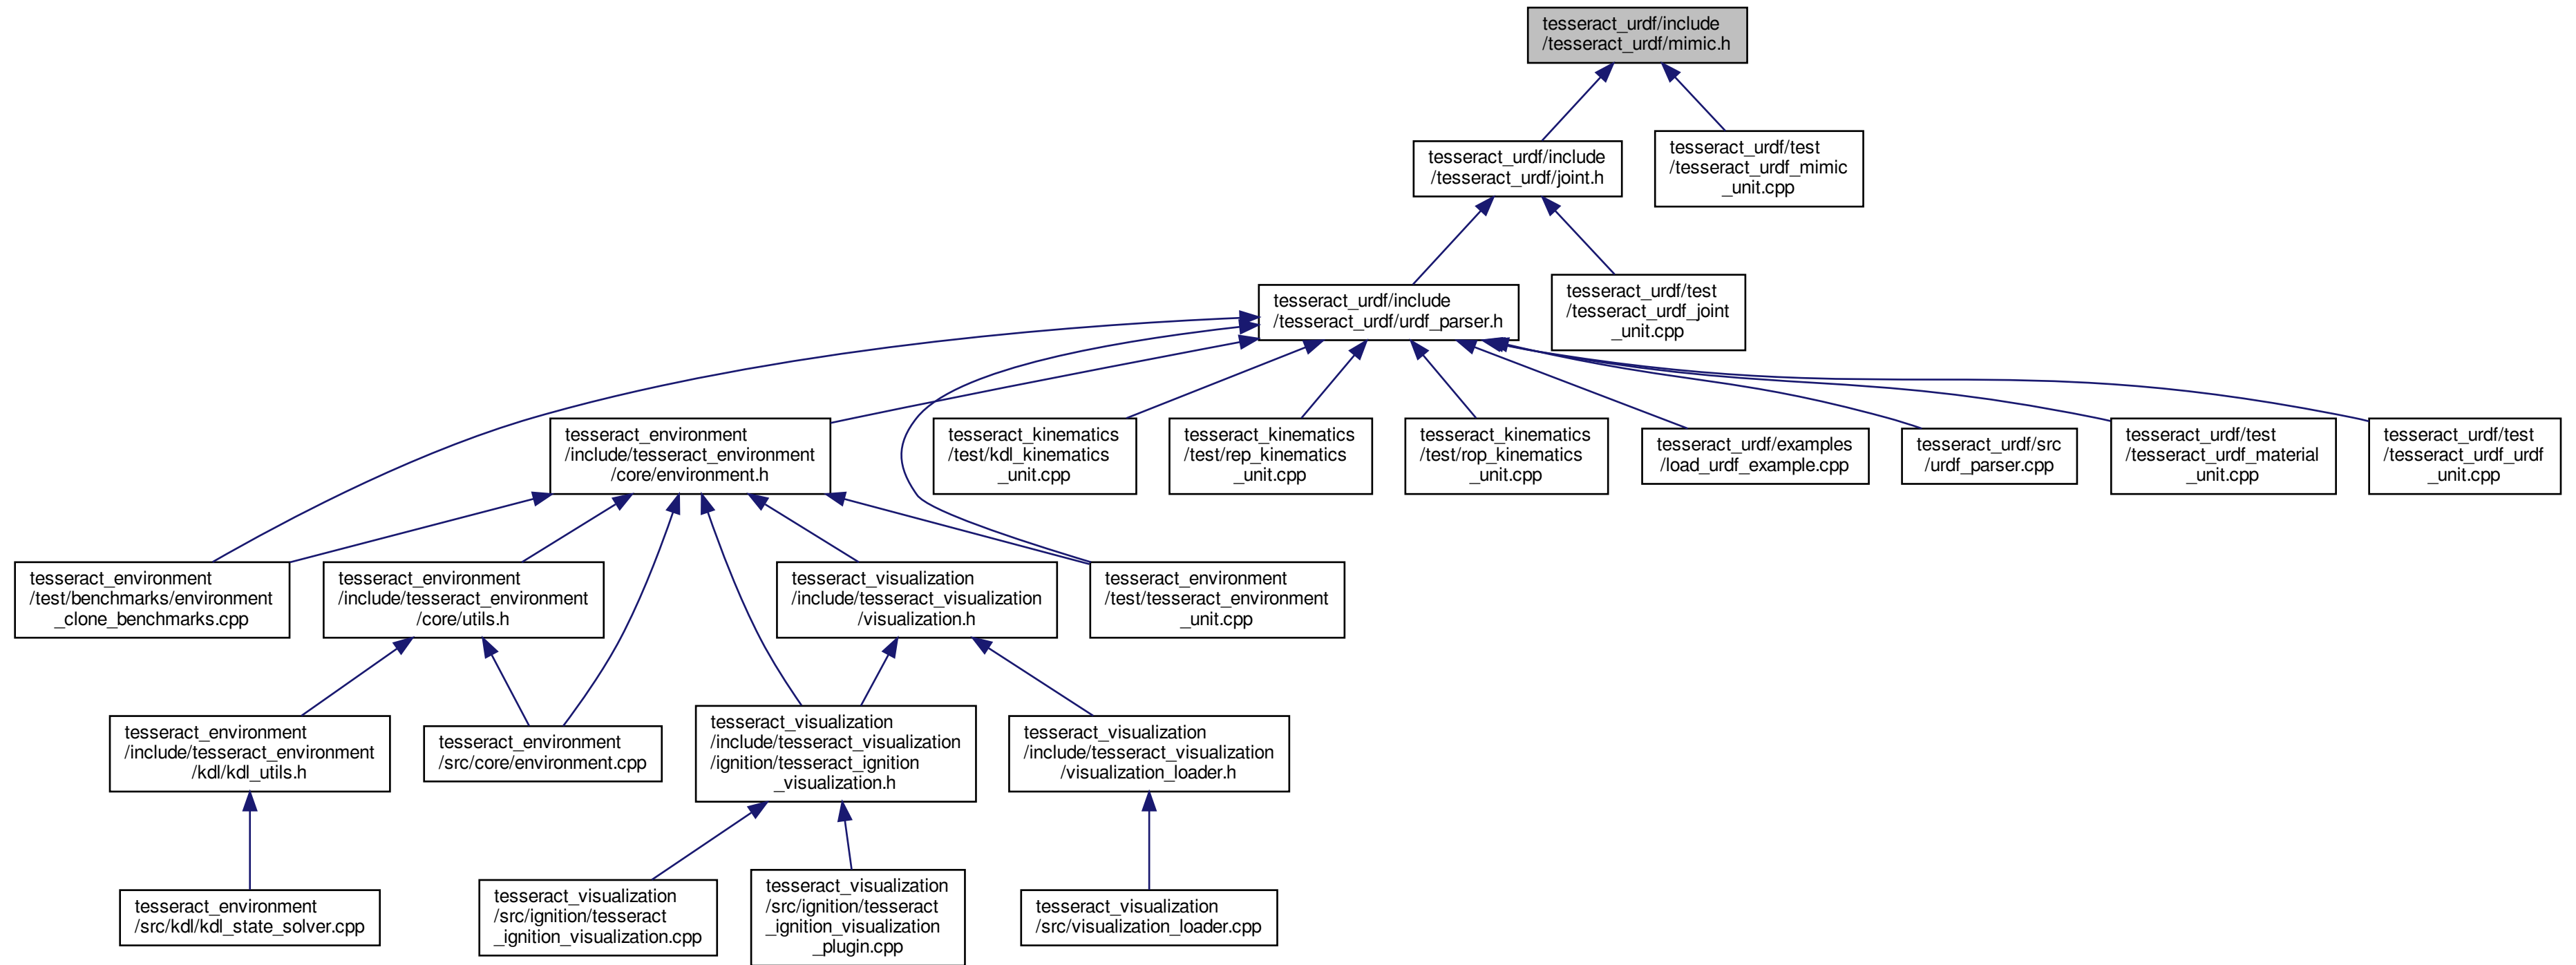 tesseract_urdf/include
/tesseract_urdf/mimic.h
tesseract_urdf/include
/tesseract_urdf/joint.h
tesseract_urdf/test
/tesseract_urdf_mimic
_unit.cpp
tesseract_urdf/include
/tesseract_urdf/urdf_parser.h
tesseract_urdf/test
/tesseract_urdf_joint
_unit.cpp
tesseract_environment
/include/tesseract_environment
/core/environment.h
tesseract_kinematics
/test/kdl_kinematics
_unit.cpp
tesseract_kinematics
/test/rep_kinematics
_unit.cpp
tesseract_kinematics
/test/rop_kinematics
_unit.cpp
tesseract_urdf/examples
/load_urdf_example.cpp
tesseract_urdf/src
/urdf_parser.cpp
tesseract_urdf/test
/tesseract_urdf_material
_unit.cpp
tesseract_urdf/test
/tesseract_urdf_urdf
_unit.cpp
tesseract_environment
/test/benchmarks/environment
_clone_benchmarks.cpp
tesseract_environment
/include/tesseract_environment
/core/utils.h
tesseract_visualization
/include/tesseract_visualization
/visualization.h
tesseract_environment
/test/tesseract_environment
_unit.cpp
tesseract_environment
/include/tesseract_environment
/kdl/kdl_utils.h
tesseract_environment
/src/core/environment.cpp
tesseract_visualization
/include/tesseract_visualization
/ignition/tesseract_ignition
_visualization.h
tesseract_visualization
/include/tesseract_visualization
/visualization_loader.h
tesseract_environment
/src/kdl/kdl_state_solver.cpp
tesseract_visualization
/src/ignition/tesseract
_ignition_visualization.cpp
tesseract_visualization
/src/ignition/tesseract
_ignition_visualization
_plugin.cpp
tesseract_visualization
/src/visualization_loader.cpp